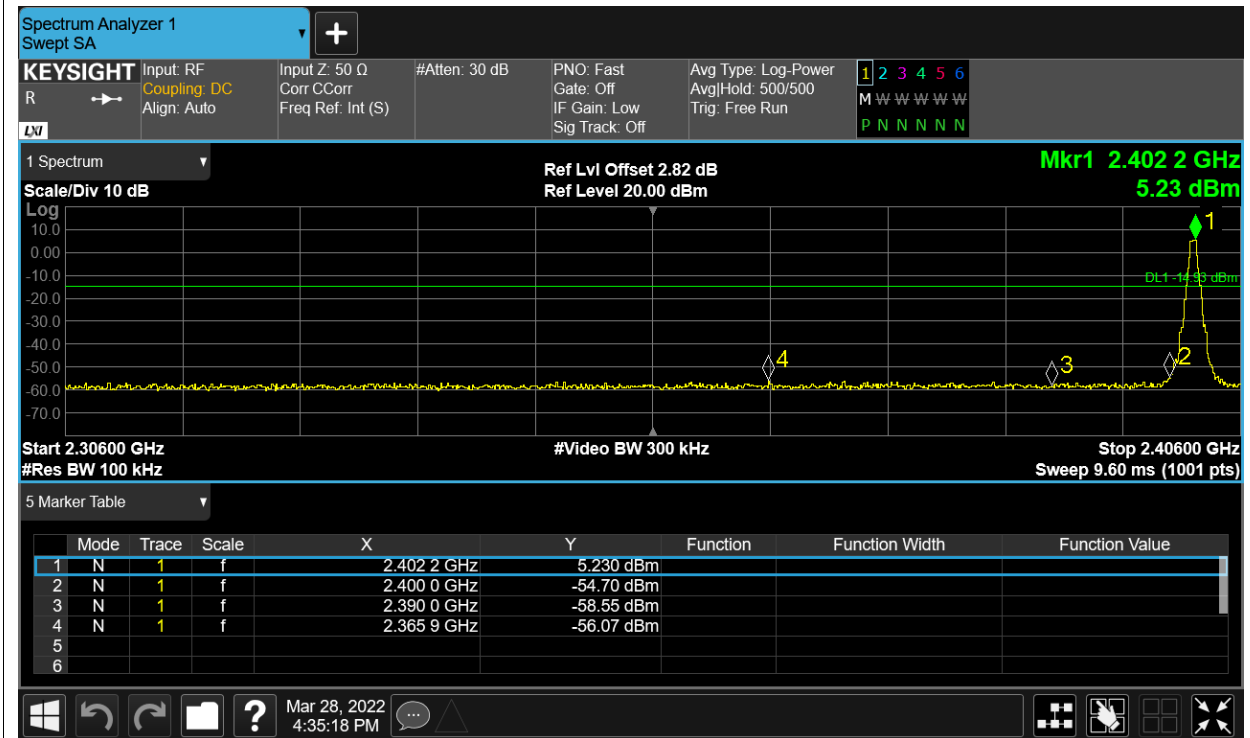 Spectrum Analyzer 1
Swept SA
+
KEYSIGHT
R
LXI
Input: RF
Coupling: DC
Align: Auto
Input Z: 50 Ω
Corr CCorr
Freq Ref: Int (S)
#Atten: 30 dB
PNO: Fast
Gate: Off
IF Gain: Low
Sig Track: Off
Avg Type: Log-Power
Avg|Hold: 500/500
Trig: Free Run
1 2 3 4 5 6
M W W W W W
P N N N N N
1 Spectrum
Scale/Div 10 dB
Ref Lvl Offset 2.82 dB
Ref Level 20.00 dBm
Mkr1 2.402 2 GHz
5.23 dBm
Log
10.0
0.00
-10.0
-20.0
-30.0
-40.0
-50.0
-60.0
-70.0
1
DL1 -14.93 dBm
4
3
2
Start 2.30600 GHz
#Video BW 300 kHz
Stop 2.40600 GHz
#Res BW 100 kHz
Sweep 9.60 ms (1001 pts)
5 Marker Table
Mode Trace Scale X Y Function Function Width Function Value
1 N 1 f 2.402 2 GHz 5.230 dBm
2 N 1 f 2.400 0 GHz -54.70 dBm
3 N 1 f 2.390 0 GHz -58.55 dBm
4 N 1 f 2.365 9 GHz -56.07 dBm
5
6
?
Mar 28, 2022
4:35:18 PM